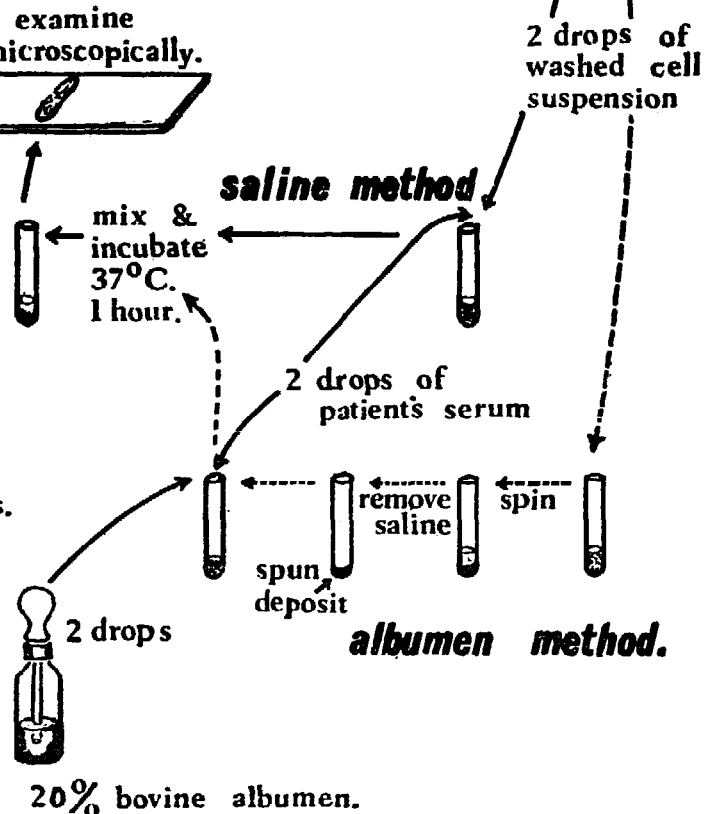 examine
microscopically.
2 drops of
washed cell
suspension
saline method
mix &
incubate
37°C.
1 hour.
2 drops of
patient's serum
remove
saline
spin
spun
deposit
2 drops
albumen method.
20% bovine albumen.